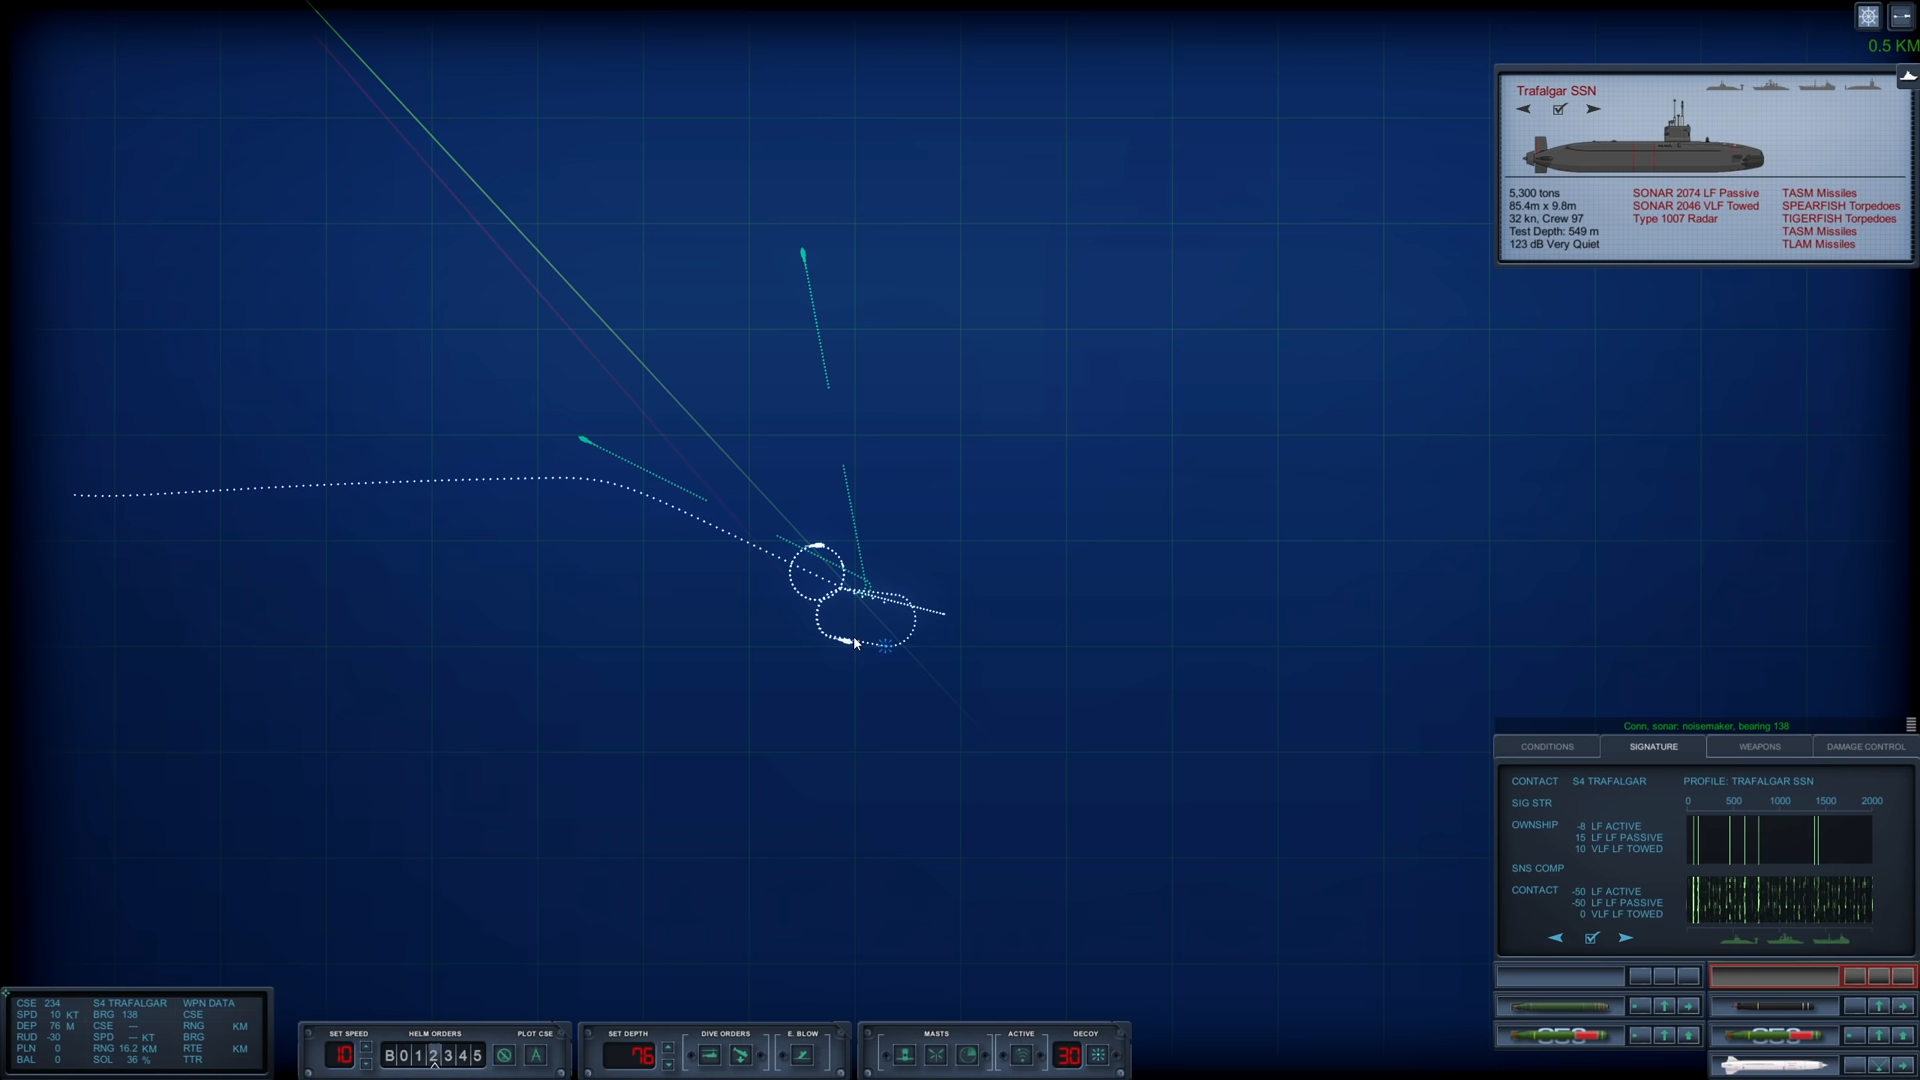 0.5 KM
Trafalgar SSN
5,300 tons
85.4m x 9.8m
32 kn, Crew 97
Test Depth: 549 m
123 dB Very Quiet
SONAR 2074 LF Passive
SONAR 2046 VLF Towed
Type 1007 Radar
TASM Missiles
SPEARFISH Torpedoes
TIGERFISH Torpedoes
TASM Missiles
TLAM Missiles
Conn, sonar: noisemaker, bearing 138
CONDITIONS SIGNATURE WEAPONS DAMAGE CONTROL
CONTACT S4 TRAFALGAR PROFILE: TRAFALGAR SSN
SIG STR 0 500 1000 1500 2000
OWNSHIP -8 LF ACTIVE
15 LF LF PASSIVE
10 VLF LF TOWED
SNS COMP
CONTACT -50 LF ACTIVE
-50 LF LF PASSIVE
0 VLF LF TOWED
CSE 234 S4 TRAFALGAR WPN DATA
SPD 10 KT BRG 138 CSE
DEP 76 M CSE --- RNG KM
RUD -30 SPD --- KT BRG
PLN 0 RNG 16.2 KM RTE KM
BAL 0 SOL 36 % TTR
SET SPEED HELM ORDERS PLOT CSE
10 B 0 1 2 3 4 5
SET DEPTH DIVE ORDERS E. BLOW
76
MASTS ACTIVE DECOY
30